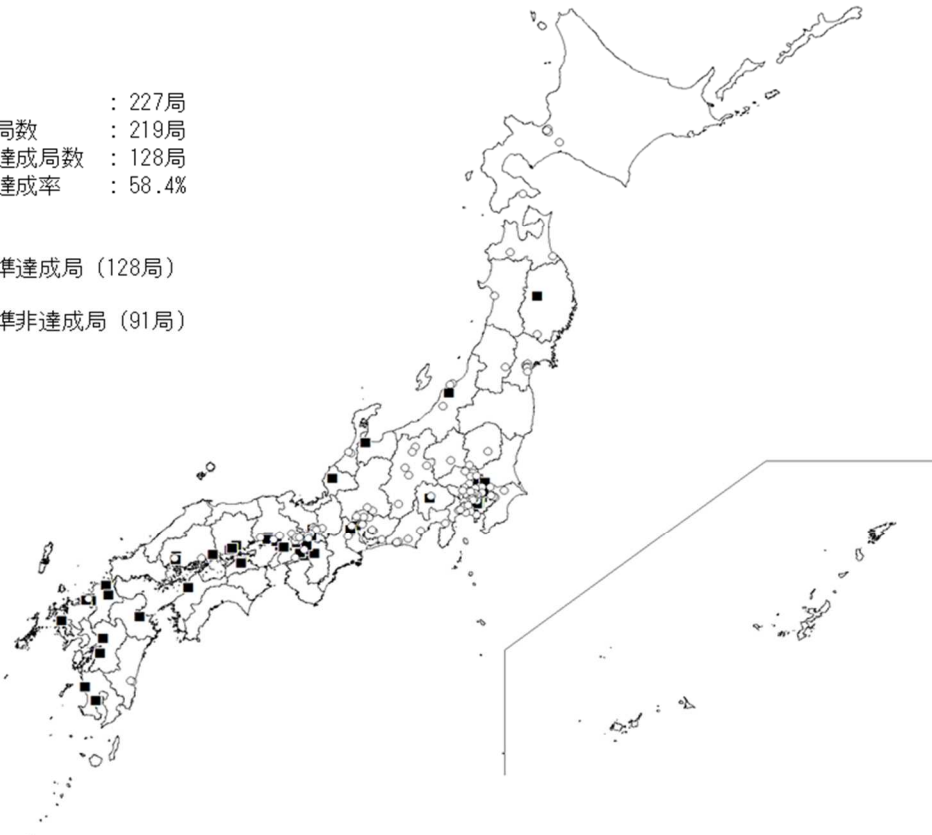 : 227局
局数 : 219局
達成局数 : 128局
達成率 : 58.4%
準達成局 (128局)
準非達成局 (91局)